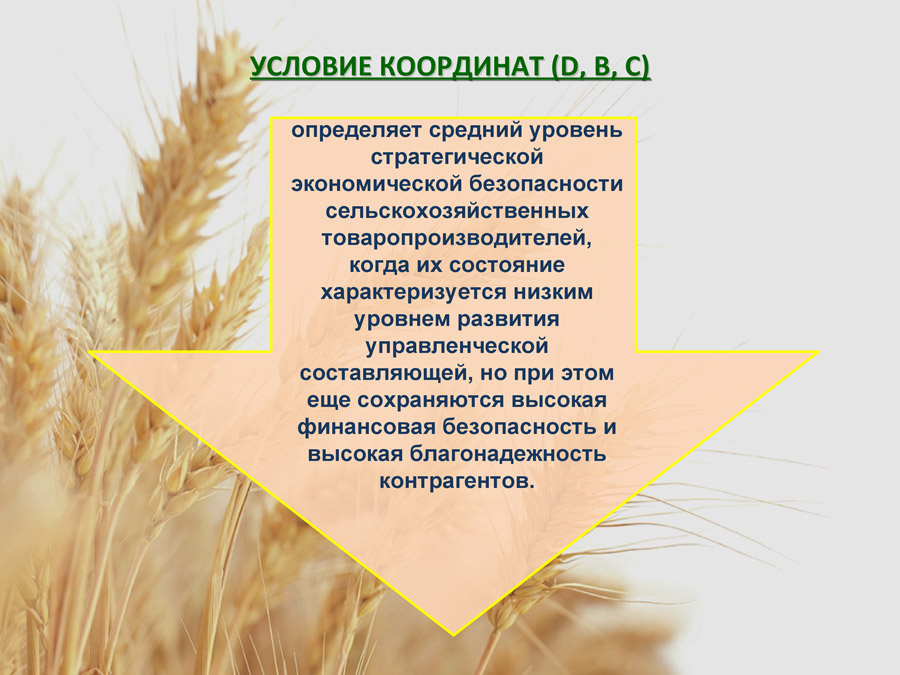 УСЛОВИЕ КООРДИНАТ (D, B, C)
определяет средний уровень
стратегической
экономической безопасности
сельскохозяйственных
товаропроизводителей,
когда их состояние
характеризуется низким
уровнем развития
управленческой
составляющей, но при этом
еще сохраняются высокая
финансовая безопасность и
высокая благонадежность
контрагентов.